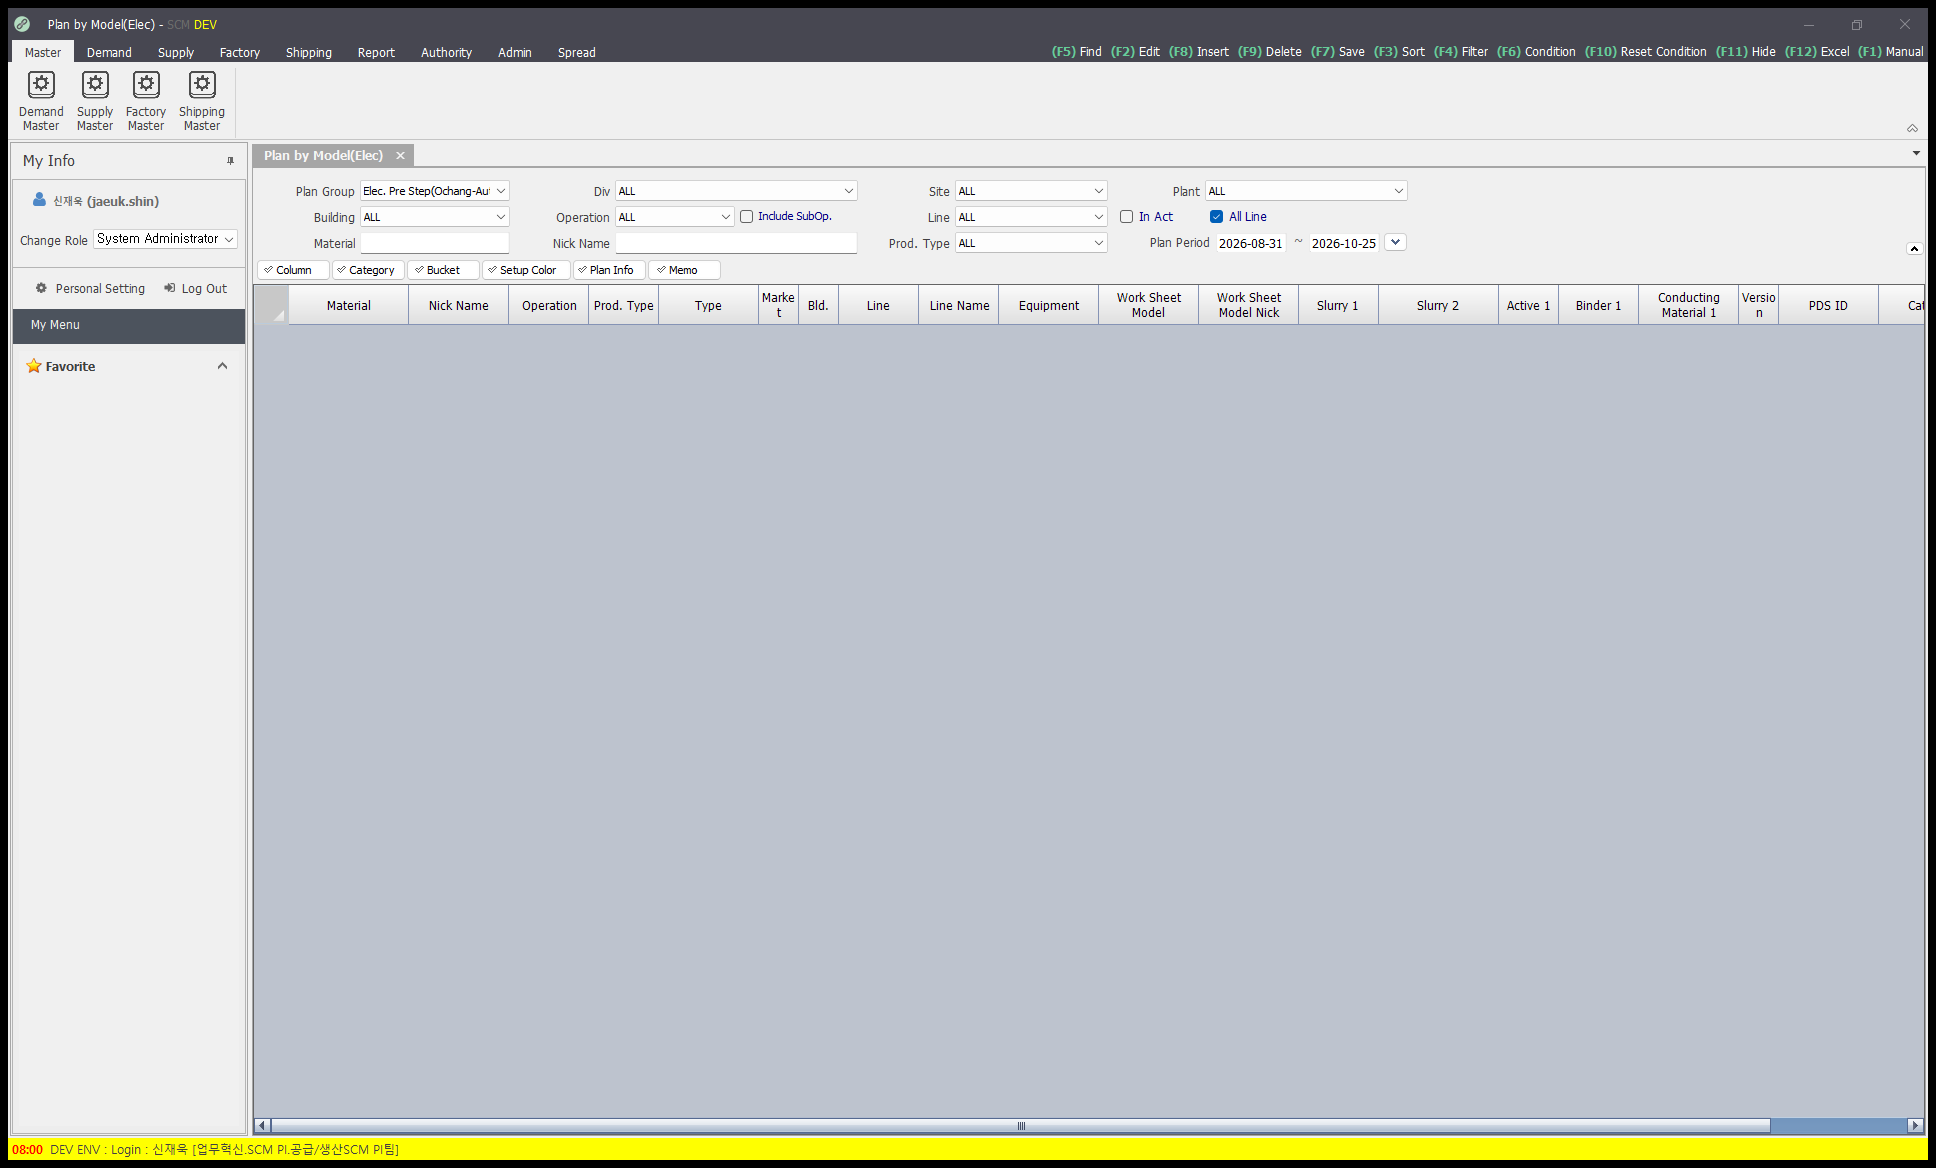 Plan by Model(Elec) - SCM DEV
Master Demand Supply Factory Shipping Report Authority Admin Spread (F5) Find (F2) Edit (F8) Insert (F9) Delete (F7) Save (F3) Sort (F4) Filter (F6) Condition (F10) Reset Condition (F11) Hide (F12) Excel (F1) Manual
Demand Master Supply Master Factory Master Shipping Master
My Info
신재욱 (jaeuk.shin)
Change Role System Administrator
Personal Setting Log Out
My Menu
Favorite
Plan by Model(Elec)
Plan Group Elec. Pre Step(Ochang-Au Div ALL Site ALL Plant ALL
Building ALL Operation ALL Include SubOp. Line ALL In Act All Line
Material Nick Name Prod. Type ALL Plan Period 2026-08-31 ~ 2026-10-25
Column Category Bucket Setup Color Plan Info Memo
Material Nick Name Operation Prod. Type Type Market Bld. Line Line Name Equipment Work Sheet Model Work Sheet Model Nick Slurry 1 Slurry 2 Active 1 Binder 1 Conducting Material 1 Version PDS ID Cat
08:00 DEV ENV : Login : 신재욱 [업무혁신.SCM PI.공급/생산SCM PI팀]